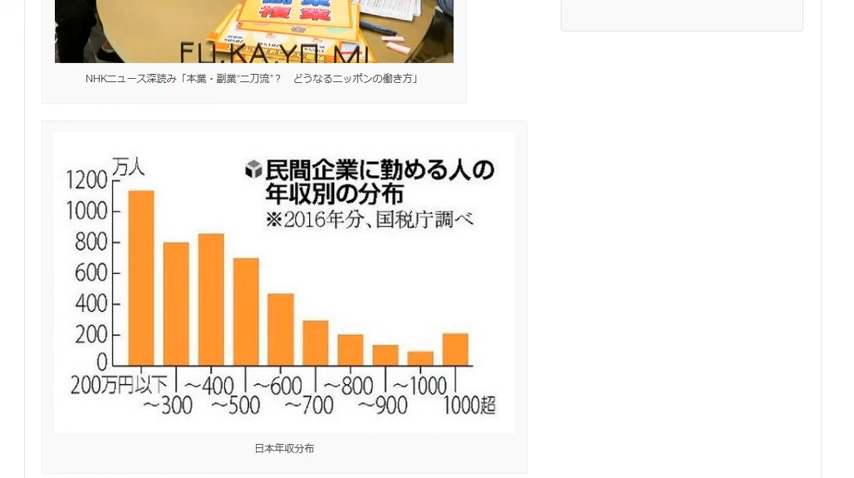 複業
FU.KA.YO.MI
NHKニュース深読み「本業・副業“二刀流”？　どうなるニッポンの働き方」
民間企業に勤める人の
年収別の分布
※2016年分、国税庁調べ
万人
1200
1000
800
600
400
200
0
200万円以下
～300
～400
～500
～600
～700
～800
～900
～1000
1000超
日本年収分布